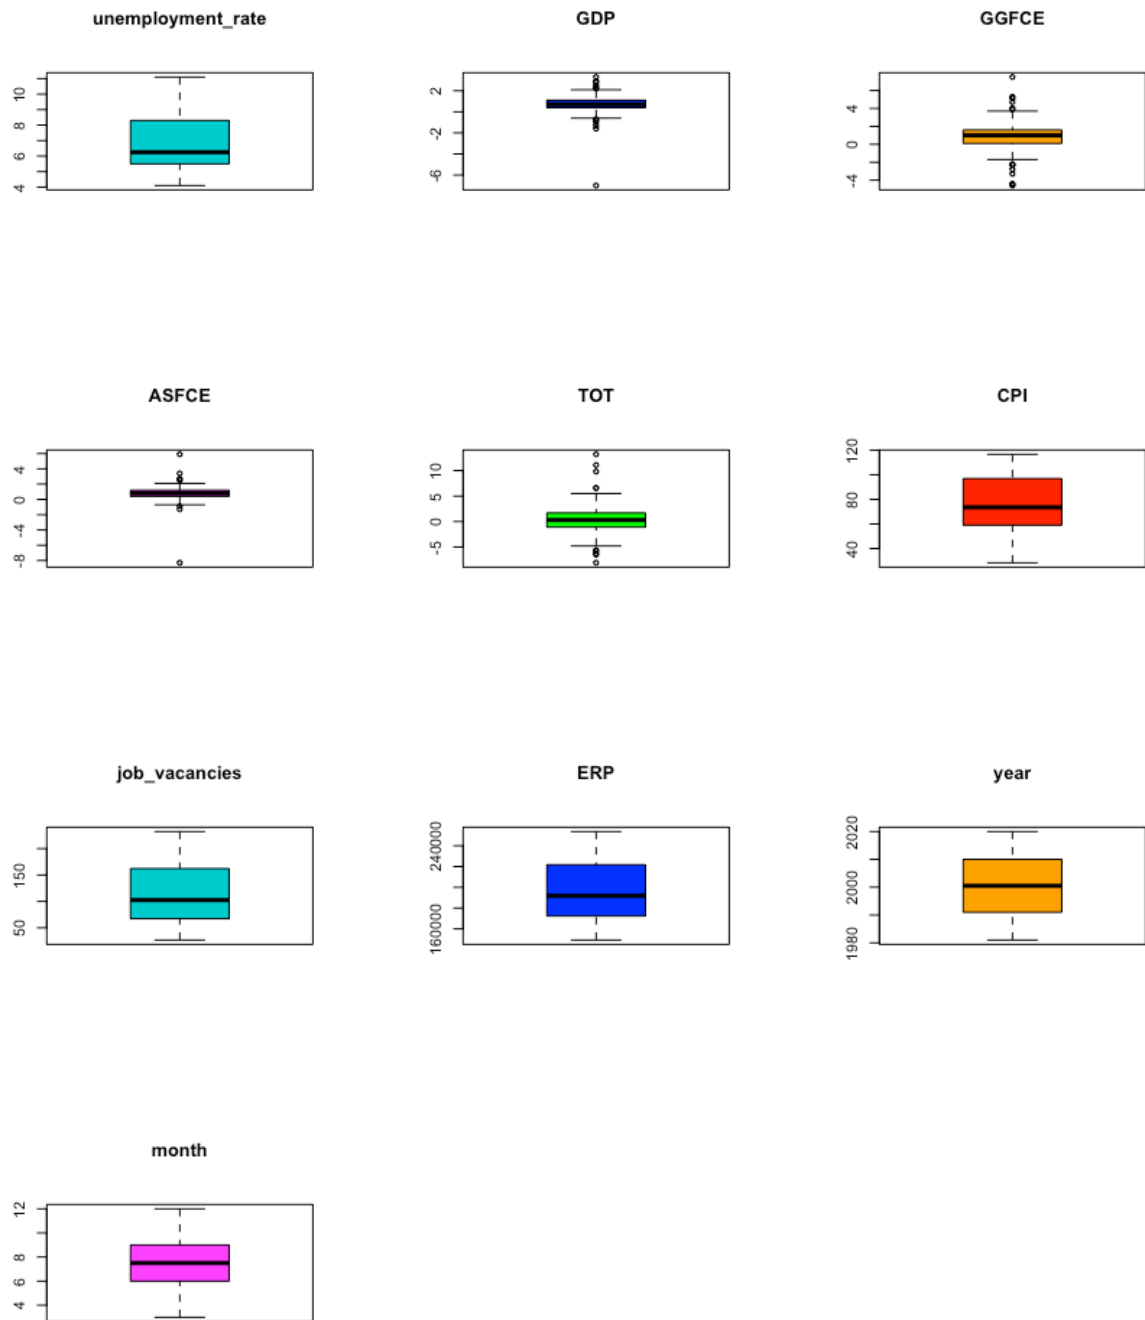 unemployment_rate GDP GGFCE
10 8 6 4
2 -2 -6
4 0 -4
ASFCE TOT CPI
4 0 -4 -8
10 5 0 -5
120 80 40
job_vacancies ERP year
150 50
240000 160000
2020 2000 1980
month
12 8 6 4